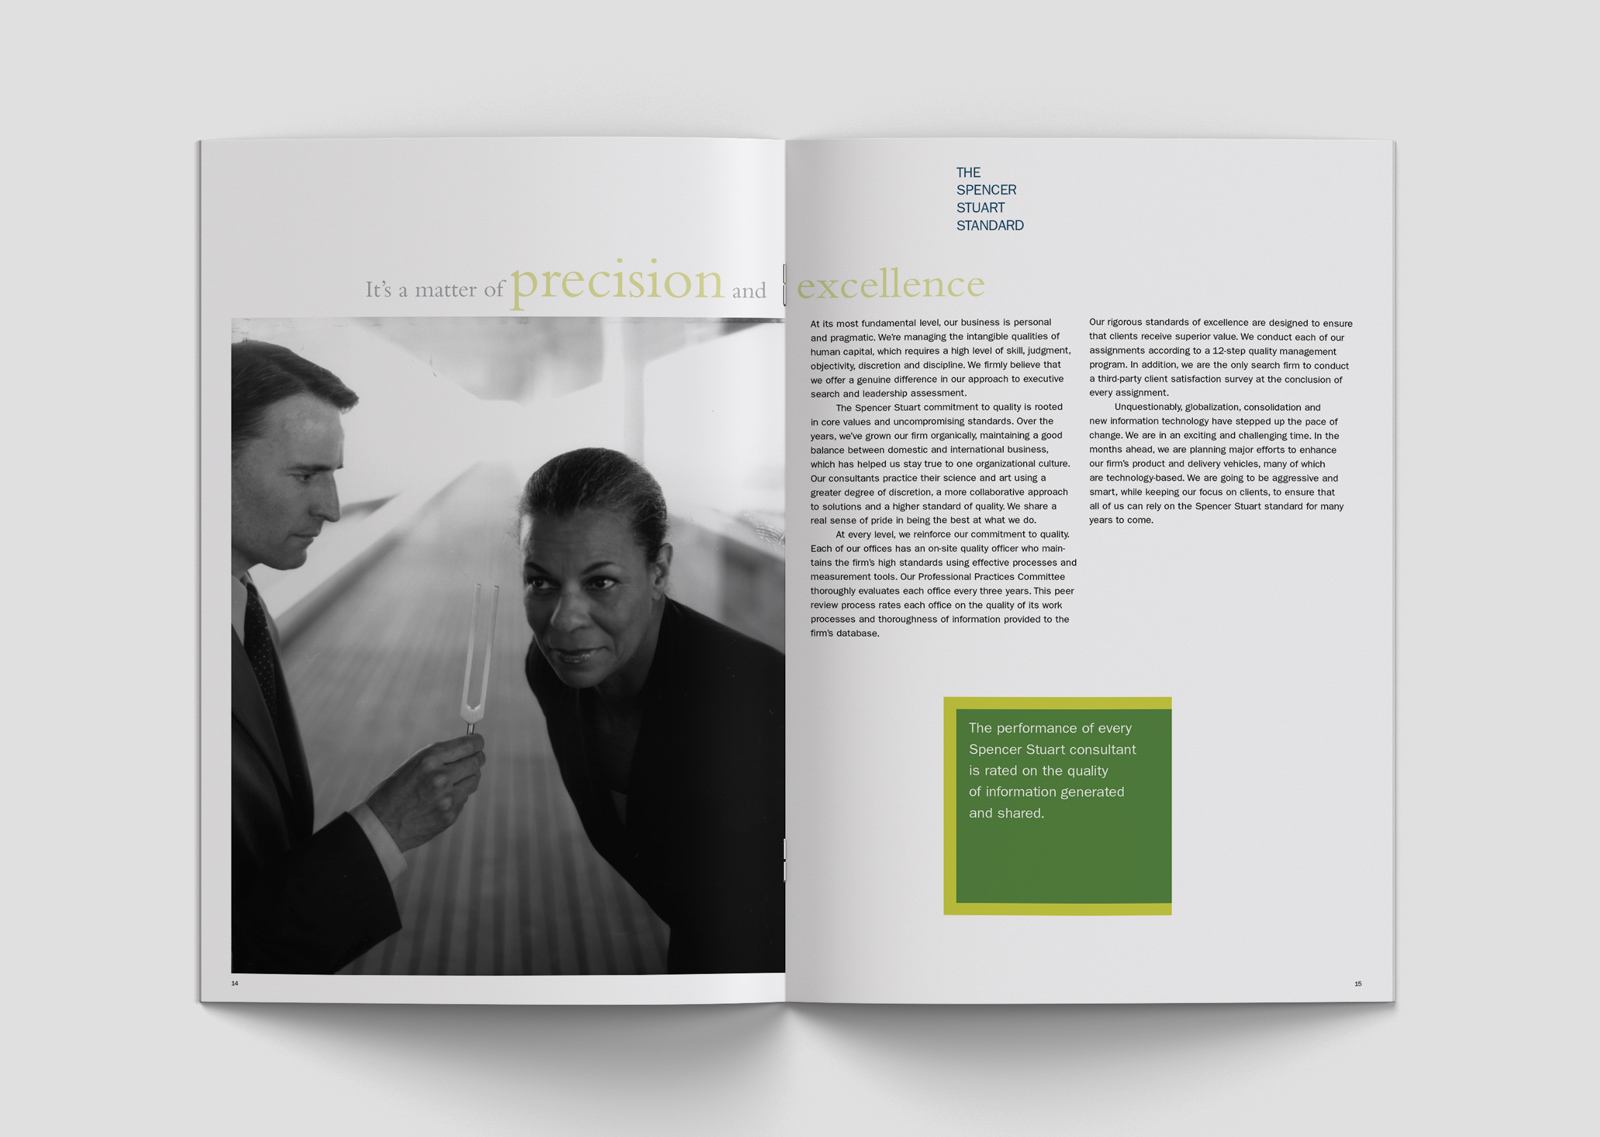 THE
SPENCER
STUART
STANDARD
It's a matter of precision and excellence
At its most fundamental level, our business is personal
and pragmatic. We're managing the intangible qualities of
human capital, which requires a high level of skill, judgment,
objectivity, discretion and discipline. We firmly believe that
we offer a genuine difference in our approach to executive
search and leadership assessment.
The Spencer Stuart commitment to quality is rooted
in core values and uncompromising standards. Over the
years, we've grown our firm organically, maintaining a good
balance between domestic and international business,
which has helped us stay true to one organizational culture.
Our consultants practice their science and art using a
greater degree of discretion, a more collaborative approach
to solutions and a higher standard of quality. We share a
real sense of pride in being the best at what we do.
At every level, we reinforce our commitment to quality.
Each of our offices has an on-site quality officer who main-
tains the firm's high standards using effective processes and
measurement tools. Our Professional Practices Committee
thoroughly evaluates each office every three years. This peer
review process rates each office on the quality of its work
processes and thoroughness of information provided to the
firm's database.
Our rigorous standards of excellence are designed to ensure
that clients receive superior value. We conduct each of our
assignments according to a 12-step quality management
program. In addition, we are the only search firm to conduct
a third-party client satisfaction survey at the conclusion of
every assignment.
Unquestionably, globalization, consolidation and
new information technology have stepped up the pace of
change. We are in an exciting and challenging time. In the
months ahead, we are planning major efforts to enhance
our firm's product and delivery vehicles, many of which
are technology-based. We are going to be aggressive and
smart, while keeping our focus on clients, to ensure that
all of us can rely on the Spencer Stuart standard for many
years to come.
The performance of every
Spencer Stuart consultant
is rated on the quality
of information generated
and shared.
14
15